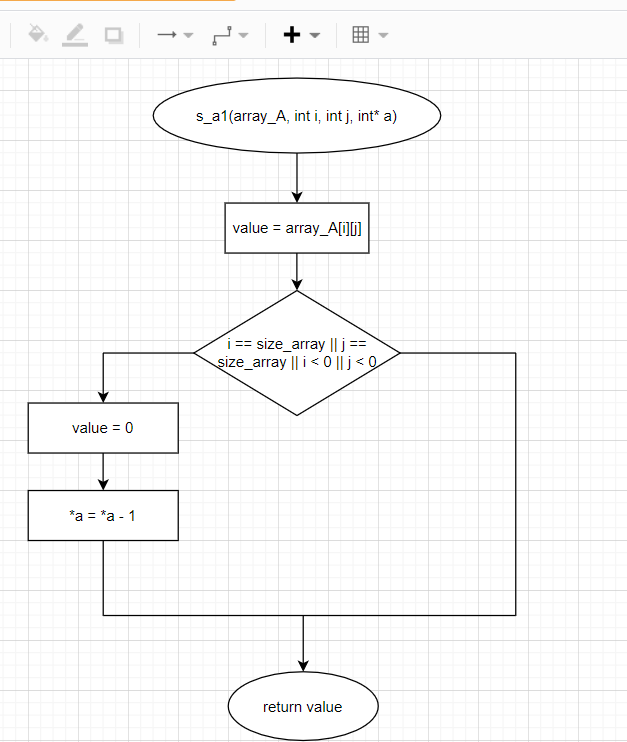 s_a1(array_A, int i, int j, int* a)
value = array_A[i][j]
i == size_array || j ==
size_array || i < 0 || j < 0
value = 0
*a = *a - 1
return value